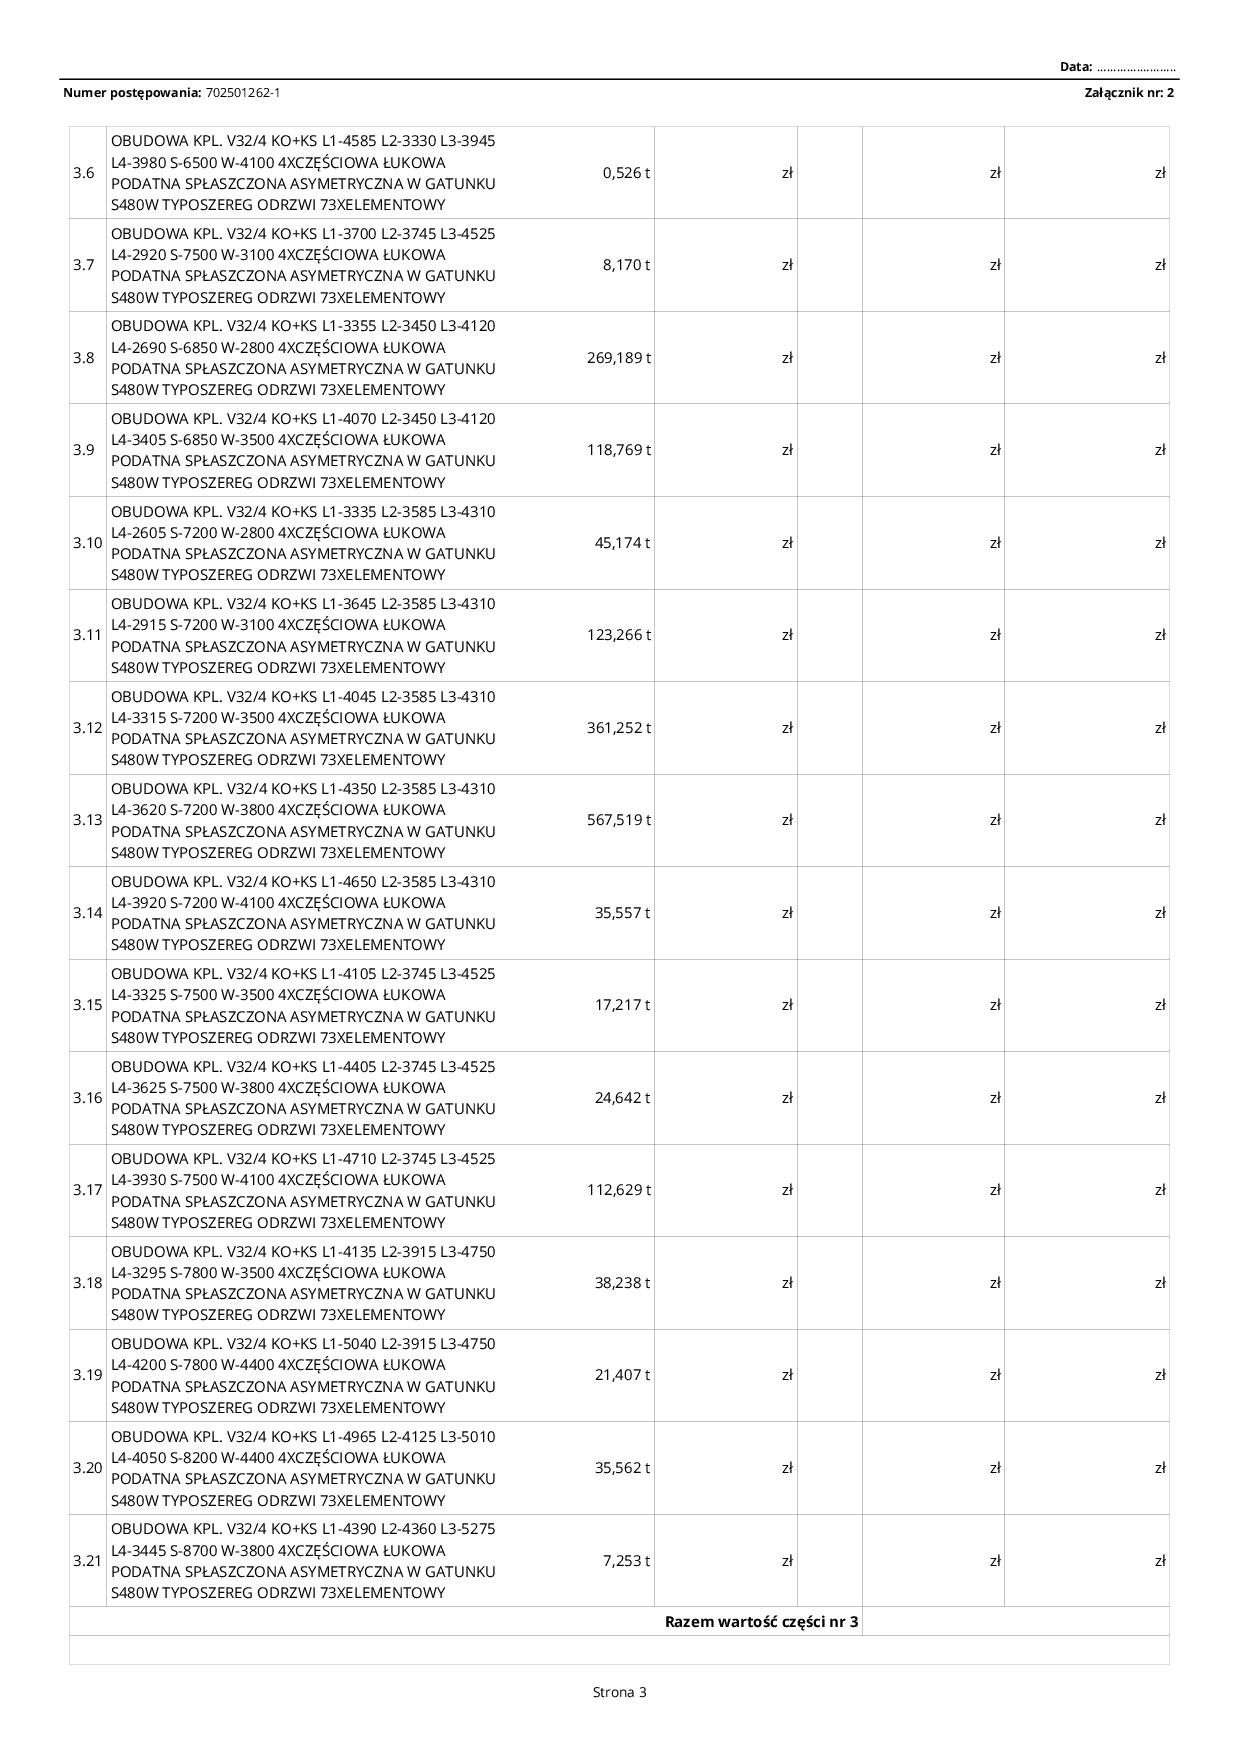 Data: ........................
Numer postępowania: 702501262-1 Załącznik nr: 2
OBUDOWA KPL. V32/4 KO+KS L1-4585 L2-3330 L3-3945
L4-3980 S-6500 W-4100 4XCZĘŚCIOWA ŁUKOWA
3.6 0,526 t zł zł zł
PODATNA SPŁASZCZONA ASYMETRYCZNA W GATUNKU
S480W TYPOSZEREG ODRZWI 73XELEMENTOWY
OBUDOWA KPL. V32/4 KO+KS L1-3700 L2-3745 L3-4525
L4-2920 S-7500 W-3100 4XCZĘŚCIOWA ŁUKOWA
3.7 8,170 t zł zł zł
PODATNA SPŁASZCZONA ASYMETRYCZNA W GATUNKU
S480W TYPOSZEREG ODRZWI 73XELEMENTOWY
OBUDOWA KPL. V32/4 KO+KS L1-3355 L2-3450 L3-4120
L4-2690 S-6850 W-2800 4XCZĘŚCIOWA ŁUKOWA
3.8 269,189 t zł zł zł
PODATNA SPŁASZCZONA ASYMETRYCZNA W GATUNKU
S480W TYPOSZEREG ODRZWI 73XELEMENTOWY
OBUDOWA KPL. V32/4 KO+KS L1-4070 L2-3450 L3-4120
L4-3405 S-6850 W-3500 4XCZĘŚCIOWA ŁUKOWA
3.9 118,769 t zł zł zł
PODATNA SPŁASZCZONA ASYMETRYCZNA W GATUNKU
S480W TYPOSZEREG ODRZWI 73XELEMENTOWY
OBUDOWA KPL. V32/4 KO+KS L1-3335 L2-3585 L3-4310
L4-2605 S-7200 W-2800 4XCZĘŚCIOWA ŁUKOWA
3.10 45,174 t zł zł zł
PODATNA SPŁASZCZONA ASYMETRYCZNA W GATUNKU
S480W TYPOSZEREG ODRZWI 73XELEMENTOWY
OBUDOWA KPL. V32/4 KO+KS L1-3645 L2-3585 L3-4310
L4-2915 S-7200 W-3100 4XCZĘŚCIOWA ŁUKOWA
3.11 123,266 t zł zł zł
PODATNA SPŁASZCZONA ASYMETRYCZNA W GATUNKU
S480W TYPOSZEREG ODRZWI 73XELEMENTOWY
OBUDOWA KPL. V32/4 KO+KS L1-4045 L2-3585 L3-4310
L4-3315 S-7200 W-3500 4XCZĘŚCIOWA ŁUKOWA
3.12 361,252 t zł zł zł
PODATNA SPŁASZCZONA ASYMETRYCZNA W GATUNKU
S480W TYPOSZEREG ODRZWI 73XELEMENTOWY
OBUDOWA KPL. V32/4 KO+KS L1-4350 L2-3585 L3-4310
L4-3620 S-7200 W-3800 4XCZĘŚCIOWA ŁUKOWA
3.13 567,519 t zł zł zł
PODATNA SPŁASZCZONA ASYMETRYCZNA W GATUNKU
S480W TYPOSZEREG ODRZWI 73XELEMENTOWY
OBUDOWA KPL. V32/4 KO+KS L1-4650 L2-3585 L3-4310
L4-3920 S-7200 W-4100 4XCZĘŚCIOWA ŁUKOWA
3.14 35,557 t zł zł zł
PODATNA SPŁASZCZONA ASYMETRYCZNA W GATUNKU
S480W TYPOSZEREG ODRZWI 73XELEMENTOWY
OBUDOWA KPL. V32/4 KO+KS L1-4105 L2-3745 L3-4525
L4-3325 S-7500 W-3500 4XCZĘŚCIOWA ŁUKOWA
3.15 17,217 t zł zł zł
PODATNA SPŁASZCZONA ASYMETRYCZNA W GATUNKU
S480W TYPOSZEREG ODRZWI 73XELEMENTOWY
OBUDOWA KPL. V32/4 KO+KS L1-4405 L2-3745 L3-4525
L4-3625 S-7500 W-3800 4XCZĘŚCIOWA ŁUKOWA
3.16 24,642 t zł zł zł
PODATNA SPŁASZCZONA ASYMETRYCZNA W GATUNKU
S480W TYPOSZEREG ODRZWI 73XELEMENTOWY
OBUDOWA KPL. V32/4 KO+KS L1-4710 L2-3745 L3-4525
L4-3930 S-7500 W-4100 4XCZĘŚCIOWA ŁUKOWA
3.17 112,629 t zł zł zł
PODATNA SPŁASZCZONA ASYMETRYCZNA W GATUNKU
S480W TYPOSZEREG ODRZWI 73XELEMENTOWY
OBUDOWA KPL. V32/4 KO+KS L1-4135 L2-3915 L3-4750
L4-3295 S-7800 W-3500 4XCZĘŚCIOWA ŁUKOWA
3.18 38,238 t zł zł zł
PODATNA SPŁASZCZONA ASYMETRYCZNA W GATUNKU
S480W TYPOSZEREG ODRZWI 73XELEMENTOWY
OBUDOWA KPL. V32/4 KO+KS L1-5040 L2-3915 L3-4750
L4-4200 S-7800 W-4400 4XCZĘŚCIOWA ŁUKOWA
3.19 21,407 t zł zł zł
PODATNA SPŁASZCZONA ASYMETRYCZNA W GATUNKU
S480W TYPOSZEREG ODRZWI 73XELEMENTOWY
OBUDOWA KPL. V32/4 KO+KS L1-4965 L2-4125 L3-5010
L4-4050 S-8200 W-4400 4XCZĘŚCIOWA ŁUKOWA
3.20 35,562 t zł zł zł
PODATNA SPŁASZCZONA ASYMETRYCZNA W GATUNKU
S480W TYPOSZEREG ODRZWI 73XELEMENTOWY
OBUDOWA KPL. V32/4 KO+KS L1-4390 L2-4360 L3-5275
L4-3445 S-8700 W-3800 4XCZĘŚCIOWA ŁUKOWA
3.21 7,253 t zł zł zł
PODATNA SPŁASZCZONA ASYMETRYCZNA W GATUNKU
S480W TYPOSZEREG ODRZWI 73XELEMENTOWY
Razem wartość części nr 3
Strona 3